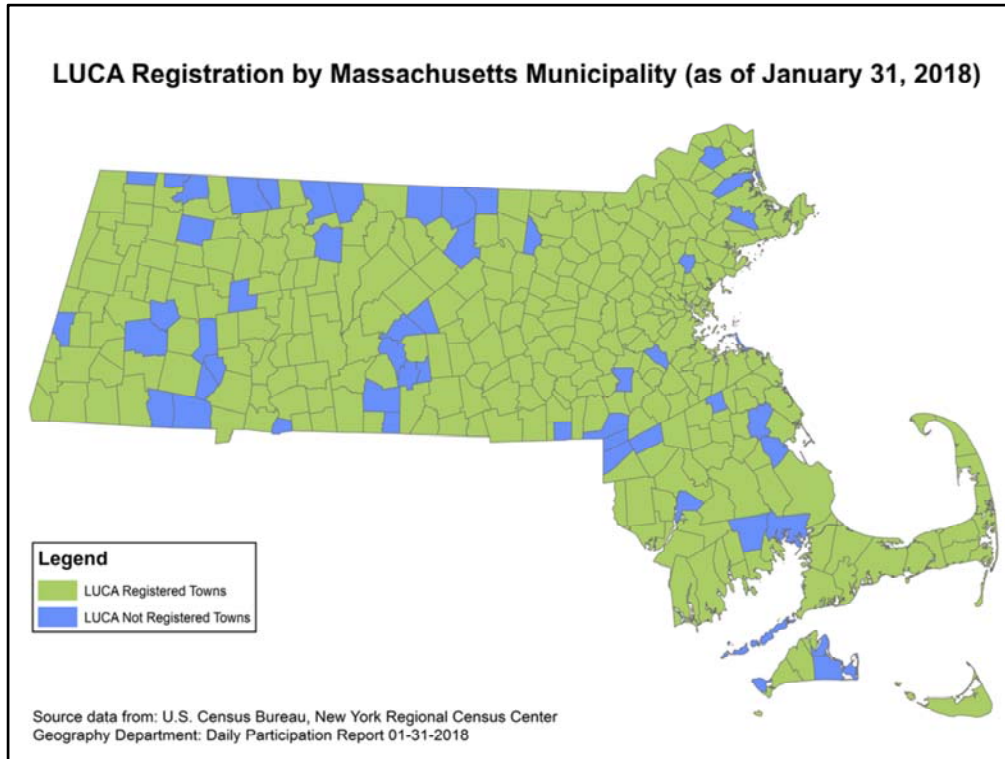 LUCA Registration by Massachusetts Municipality (as of January 31, 2018)
Legend
LUCA Registered Towns
LUCA Not Registered Towns
Source data from: U.S. Census Bureau, New York Regional Census Center
Geography Department: Daily Participation Report 01-31-2018